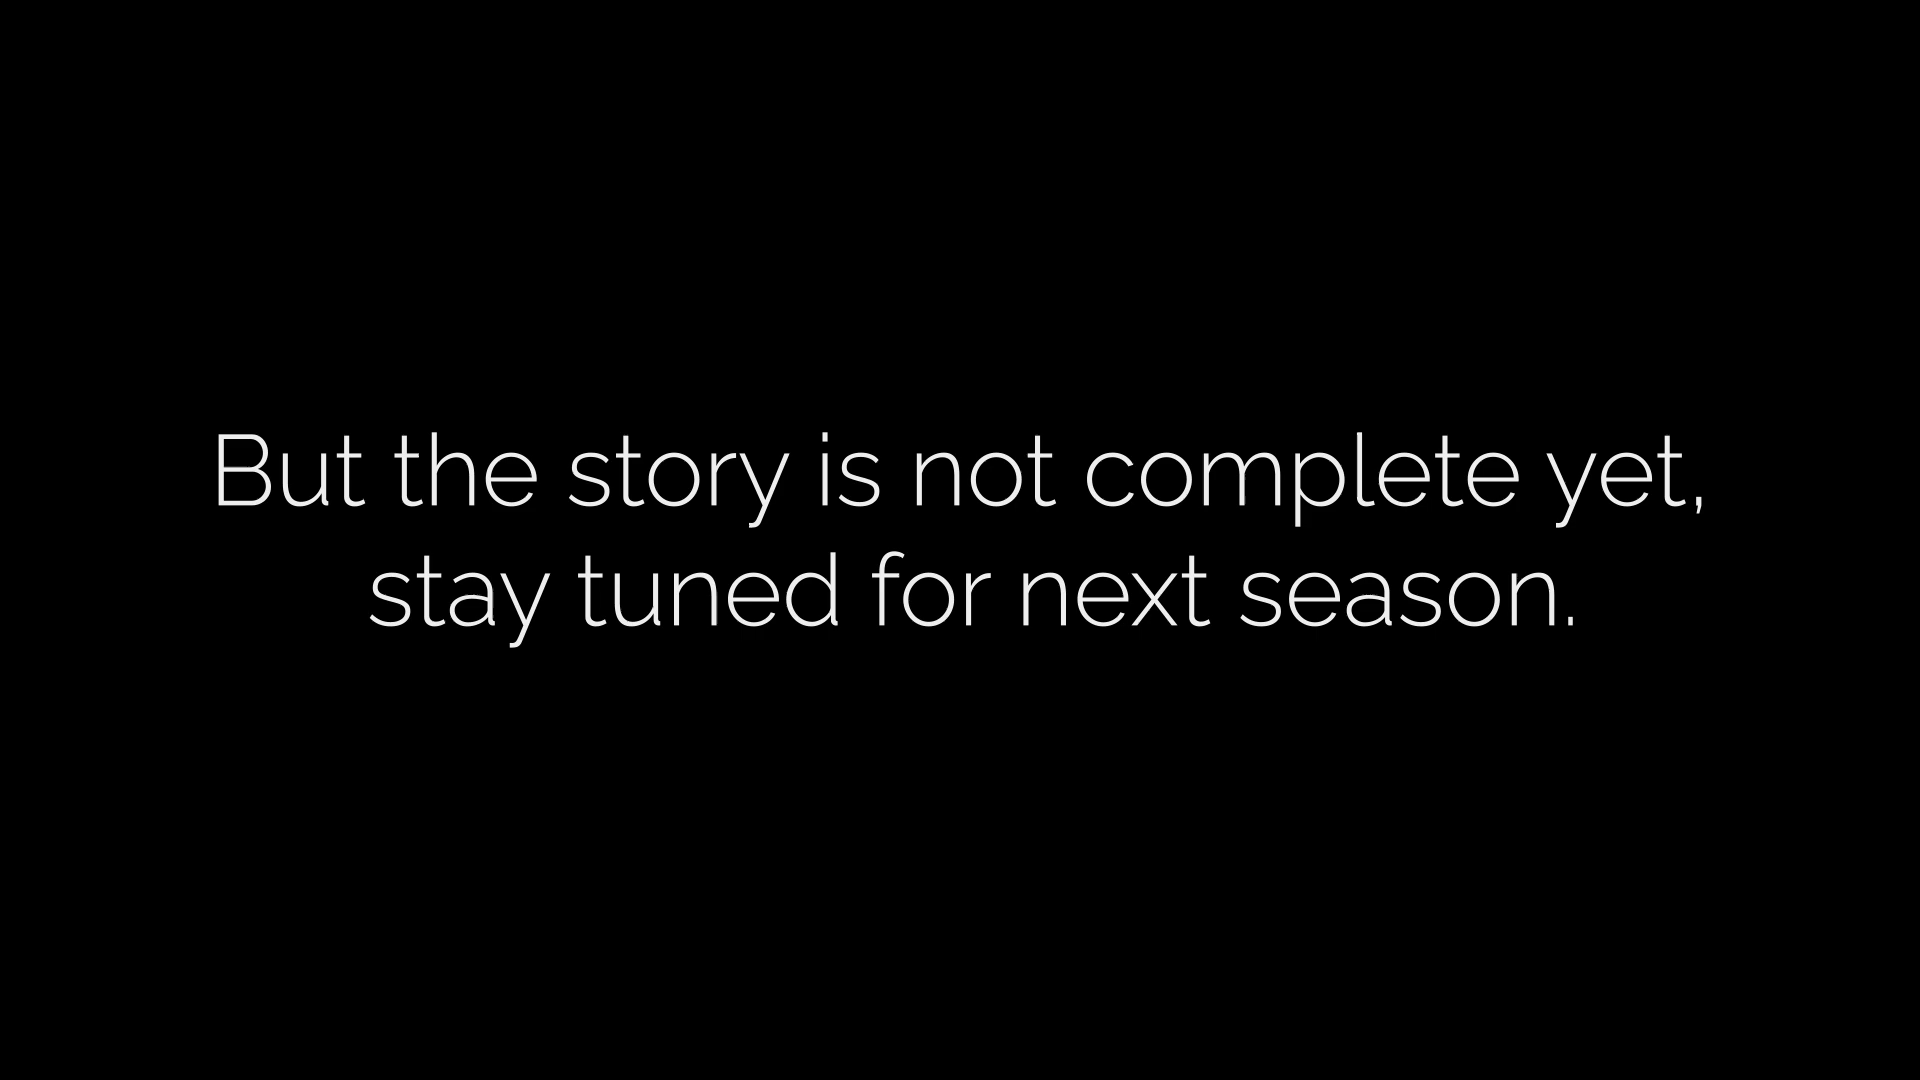 But the story is not complete yet,
stay tuned for next season.